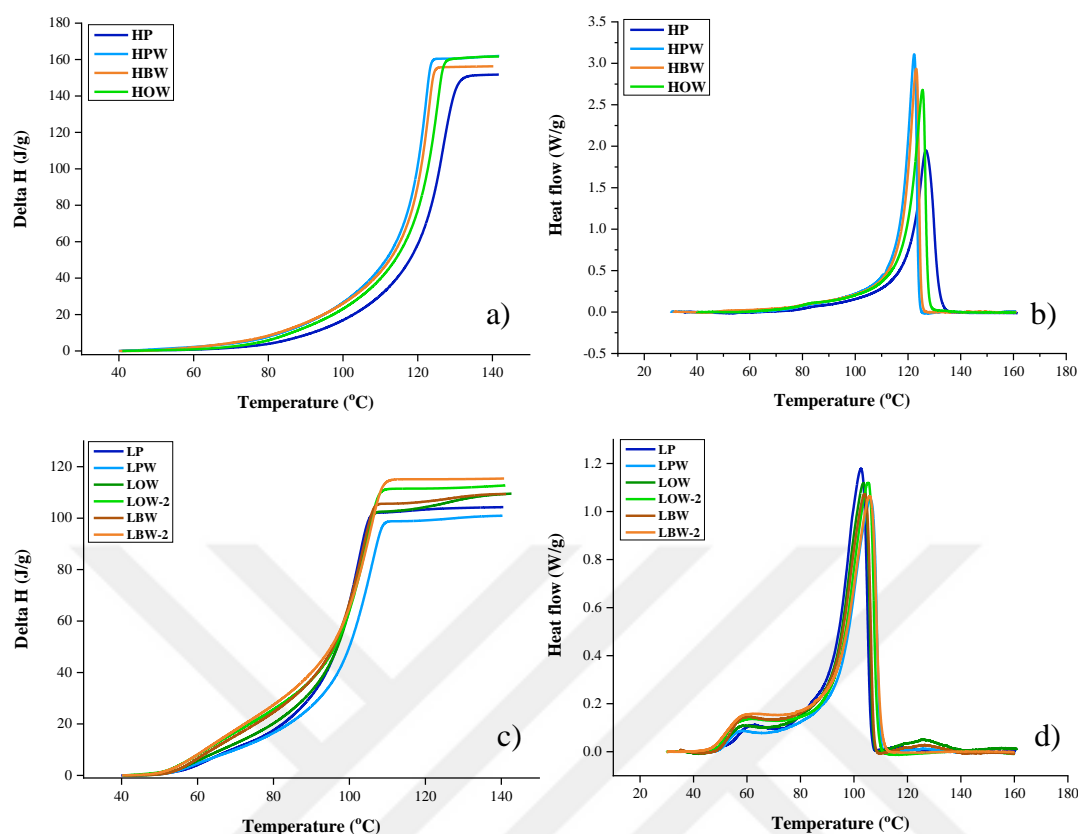 HP
HPW
HBW
HOW
180
160
140
120
100
80
60
40
20
0
Delta H (J/g)
40 60 80 100 120 140
Temperature (°C)
a)
HP
HPW
HBW
HOW
3.5
3.0
2.5
2.0
1.5
1.0
0.5
0.0
-0.5
Heat flow (W/g)
20 40 60 80 100 120 140 160 180
Temperature (°C)
b)
LP
LPW
LOW
LOW-2
LBW
LBW-2
120
100
80
60
40
20
0
Delta H (J/g)
40 60 80 100 120 140
Temperature (°C)
c)
LP
LPW
LOW
LOW-2
LBW
LBW-2
1.2
1.0
0.8
0.6
0.4
0.2
0.0
Heat flow (W/g)
20 40 60 80 100 120 140 160 180
Temperature (°C)
d)